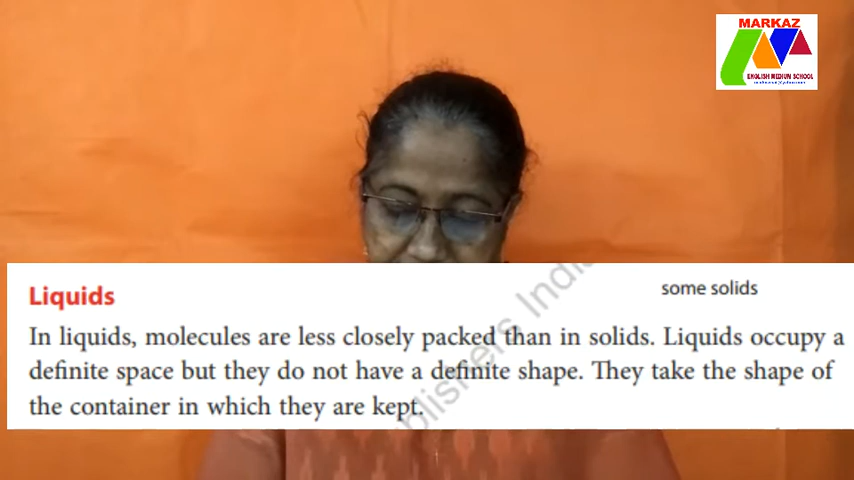 MARKAZ
ENGLISH MEDIUM SCHOOL
some solids
Liquids
In liquids, molecules are less closely packed than in solids. Liquids occupy a
definite space but they do not have a definite shape. They take the shape of
the container in which they are kept.